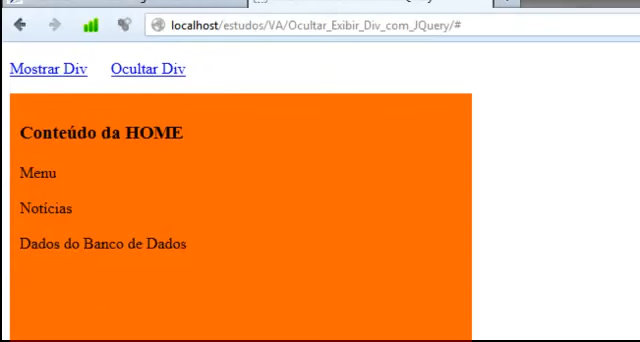 localhost/estudos/VA/Ocultar_Exibir_Div_com_JQuery/#
Mostrar Div Ocultar Div
Conteúdo da HOME
Menu
Notícias
Dados do Banco de Dados